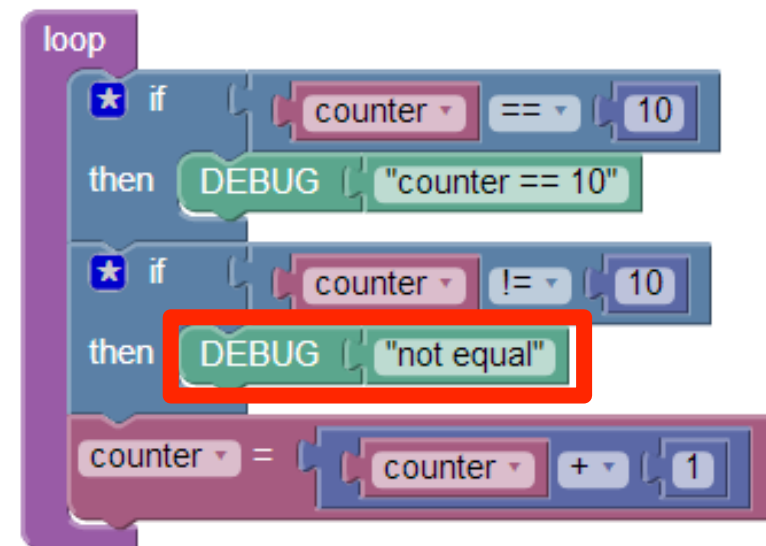 loop
if counter == 10
then DEBUG "counter == 10"
if counter != 10
then DEBUG "not equal"
counter = counter + 1